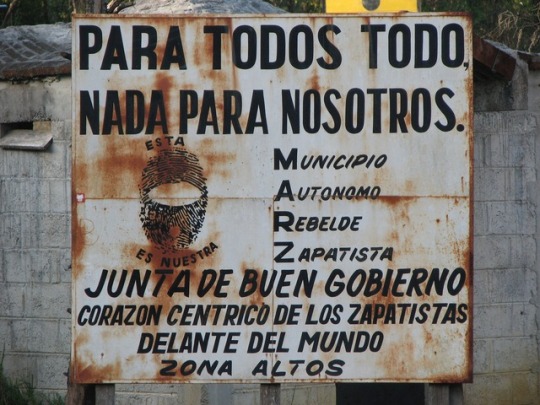 PARA TODOS TODO,
NADA PARA NOSOTROS.
ESTA
ES NUESTRA
MUNICIPIO
AUTONOMO
REBELDE
ZAPATISTA
JUNTA DE BUEN GOBIERNO
CORAZON CENTRICO DE LOS ZAPATISTAS
DELANTE DEL MUNDO
ZONA ALTOS